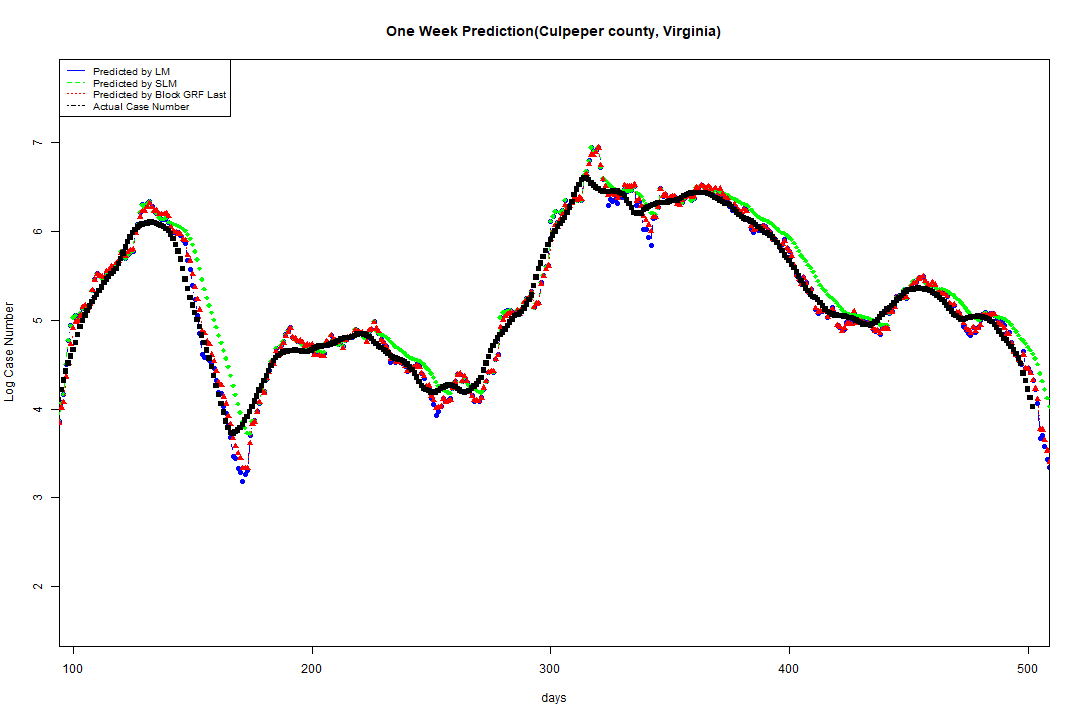 One Week Prediction(Culpeper county, Virginia)
Predicted by LM
Predicted by SLM
Predicted by Block GRF Last
Actual Case Number
7
6
5
4
3
2
Log Case Number
100 200 300 400 500
days